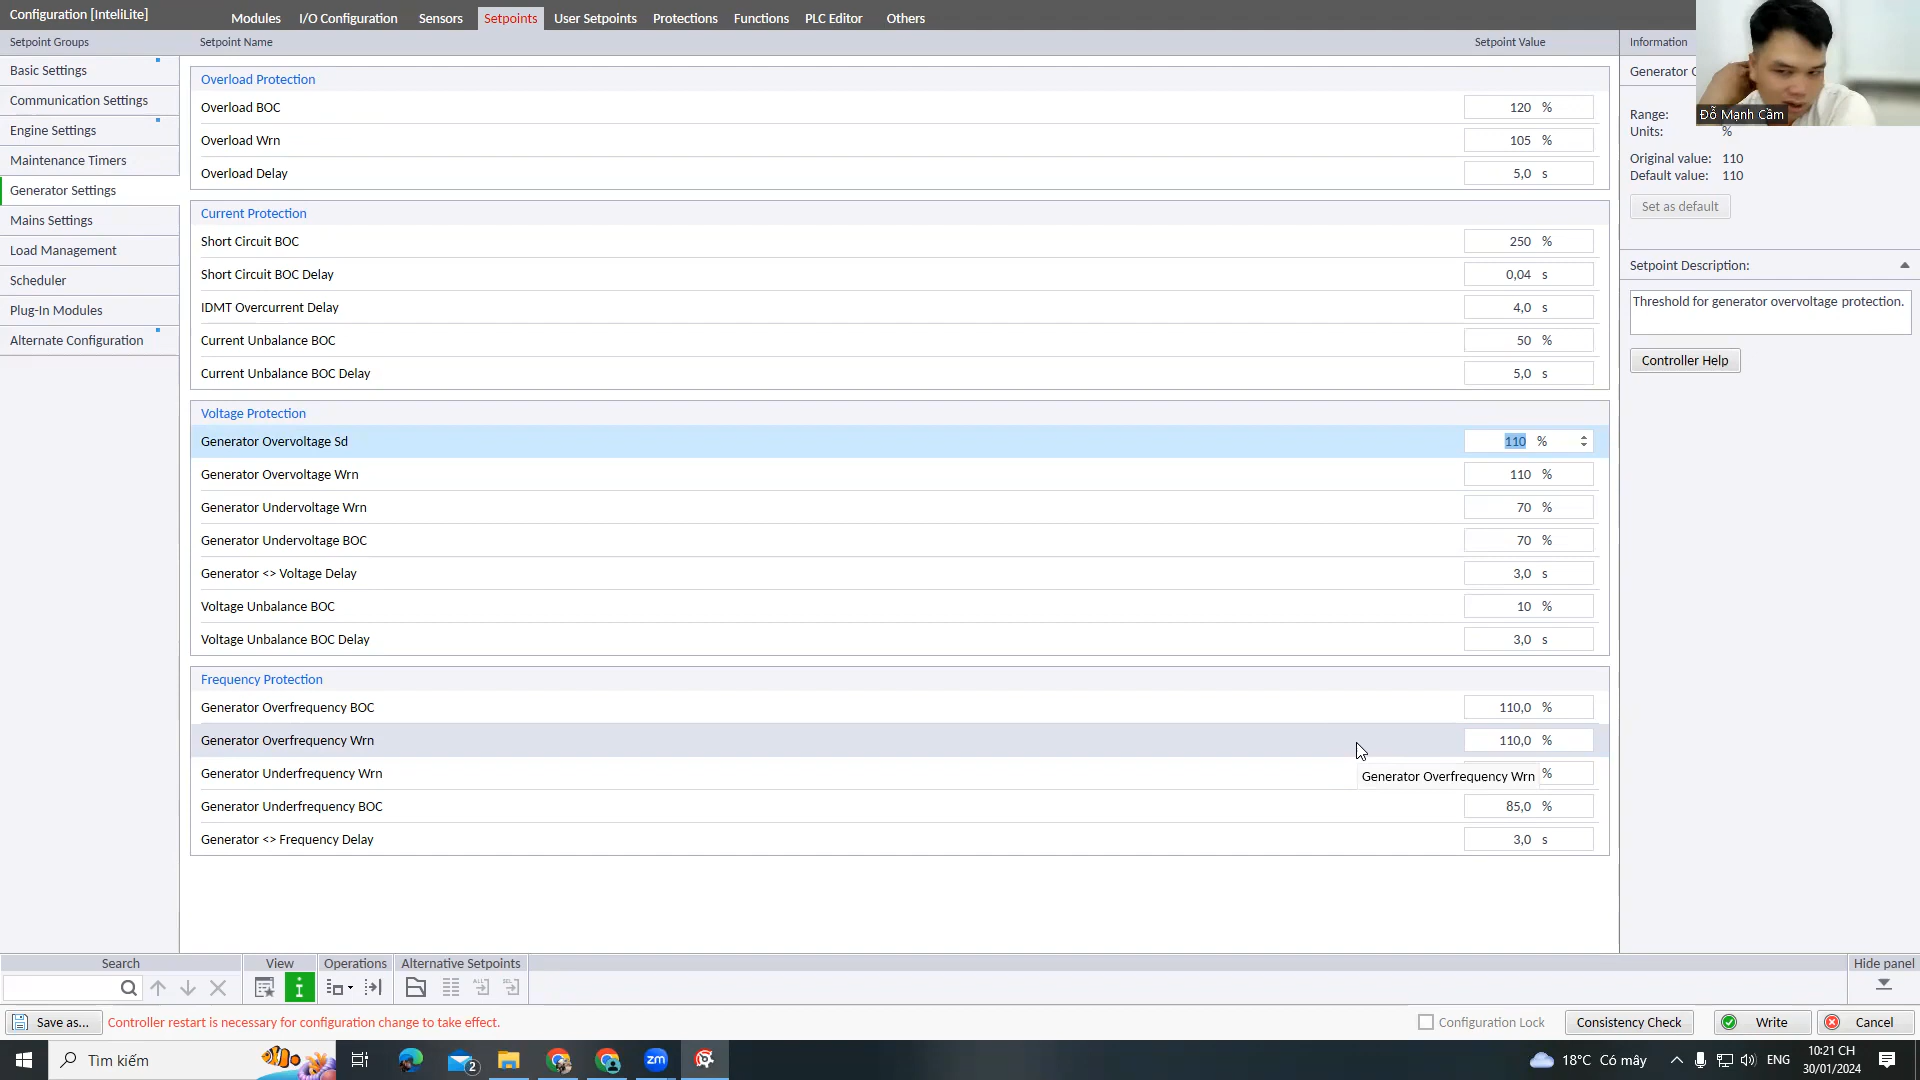 Configuration [InteliLite]
Modules I/O Configuration Sensors Setpoints User Setpoints Protections Functions PLC Editor Others
Setpoint Groups
Basic Settings
Communication Settings
Engine Settings
Maintenance Timers
Generator Settings
Mains Settings
Load Management
Scheduler
Plug-In Modules
Alternate Configuration
Setpoint Name Setpoint Value
Overload Protection
Overload BOC 120 %
Overload Wrn 105 %
Overload Delay 5,0 s
Current Protection
Short Circuit BOC 250 %
Short Circuit BOC Delay 0,04 s
IDMT Overcurrent Delay 4,0 s
Current Unbalance BOC 50 %
Current Unbalance BOC Delay 5,0 s
Voltage Protection
Generator Overvoltage Sd 110 %
Generator Overvoltage Wrn 110 %
Generator Undervoltage Wrn 70 %
Generator Undervoltage BOC 70 %
Generator <> Voltage Delay 3,0 s
Voltage Unbalance BOC 10 %
Voltage Unbalance BOC Delay 3,0 s
Frequency Protection
Generator Overfrequency BOC 110,0 %
Generator Overfrequency Wrn 110,0 %
Generator Underfrequency Wrn %
Generator Overfrequency Wrn
Generator Underfrequency BOC 85,0 %
Generator <> Frequency Delay 3,0 s
Information
Generator
Đỗ Mạnh Cầm
Range:
Units: %
Original value: 110
Default value: 110
Set as default
Setpoint Description:
Threshold for generator overvoltage protection.
Controller Help
Search View Operations Alternative Setpoints Hide panel
Save as... Controller restart is necessary for configuration change to take effect. Configuration Lock Consistency Check Write Cancel
Tìm kiếm 2 zm 18°C Có mây ENG 10:21 CH
30/01/2024